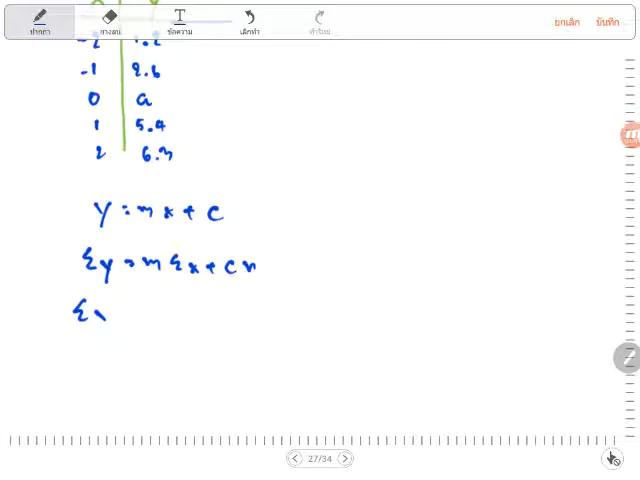 ปากกา ยางลบ ข้อความ เลิกทำ ทำใหม่ ยกเลิก บันทึก
-2
-1 2.6
0 a
1 5.4
2 6.3
y = mx + c
Σy = mΣx + cn
Σ
27/34